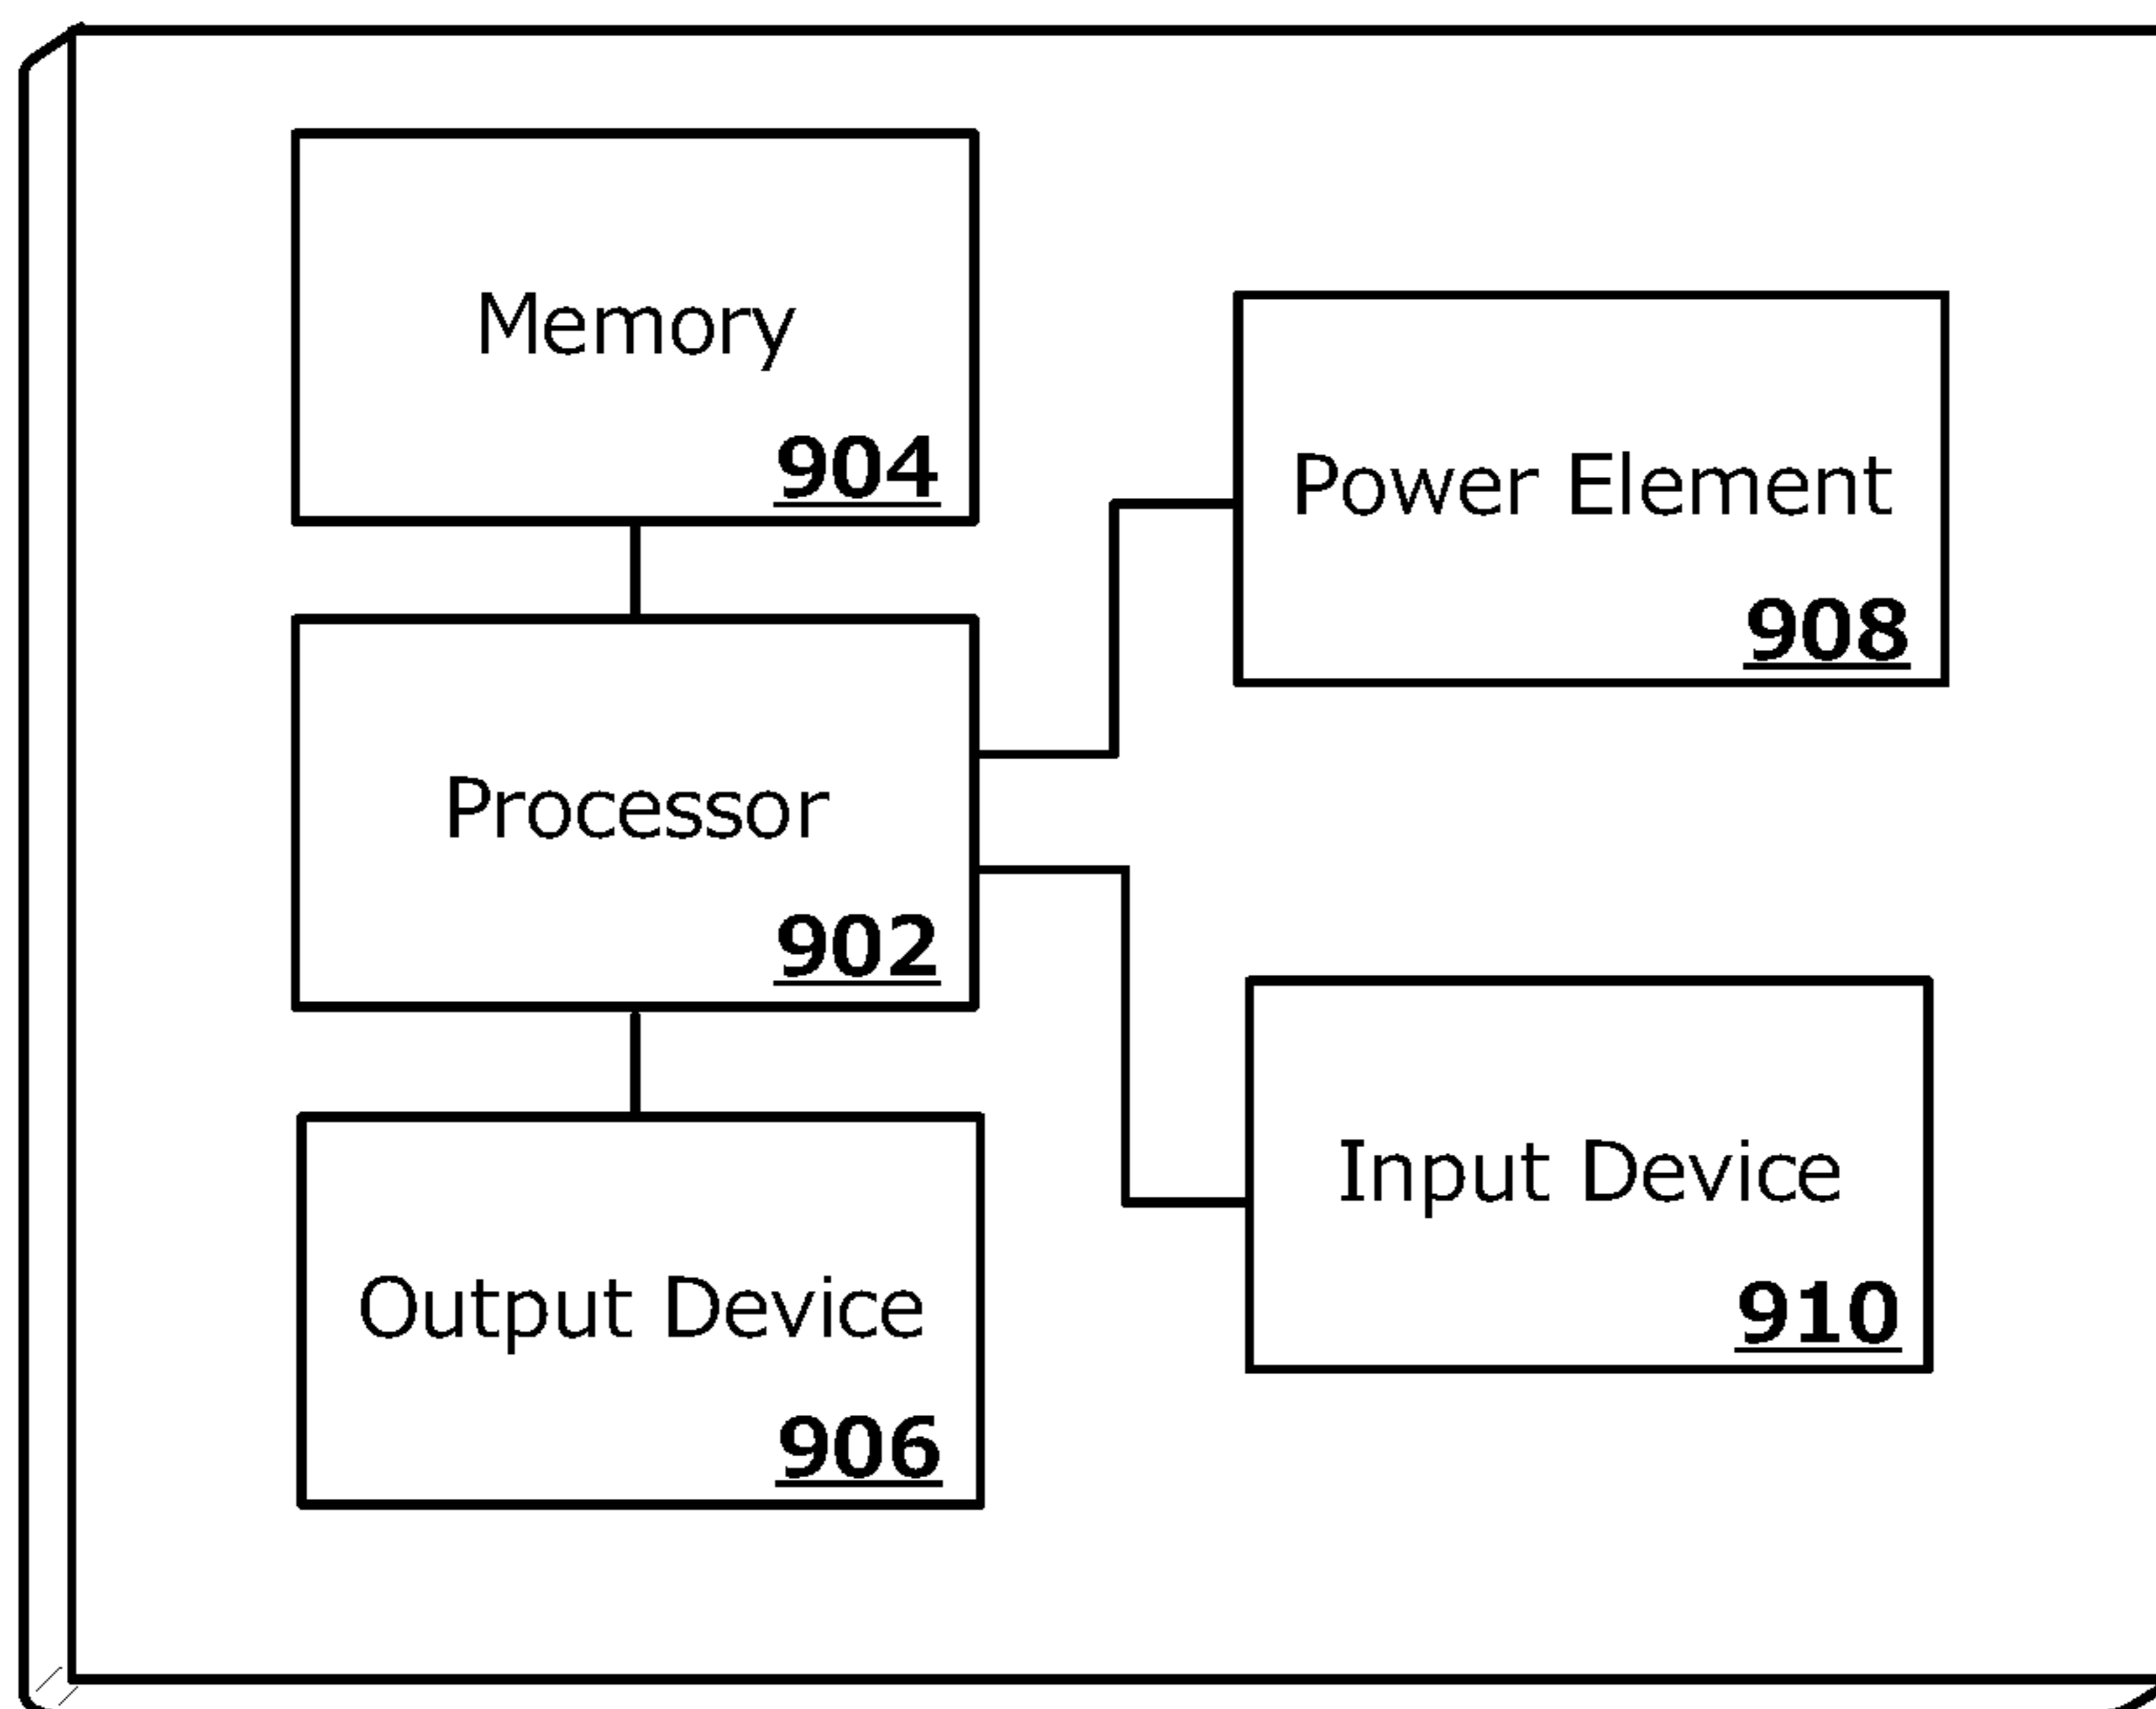 Memory
904
Power Element
908
Processor
902
Input Device
910
Output Device
906